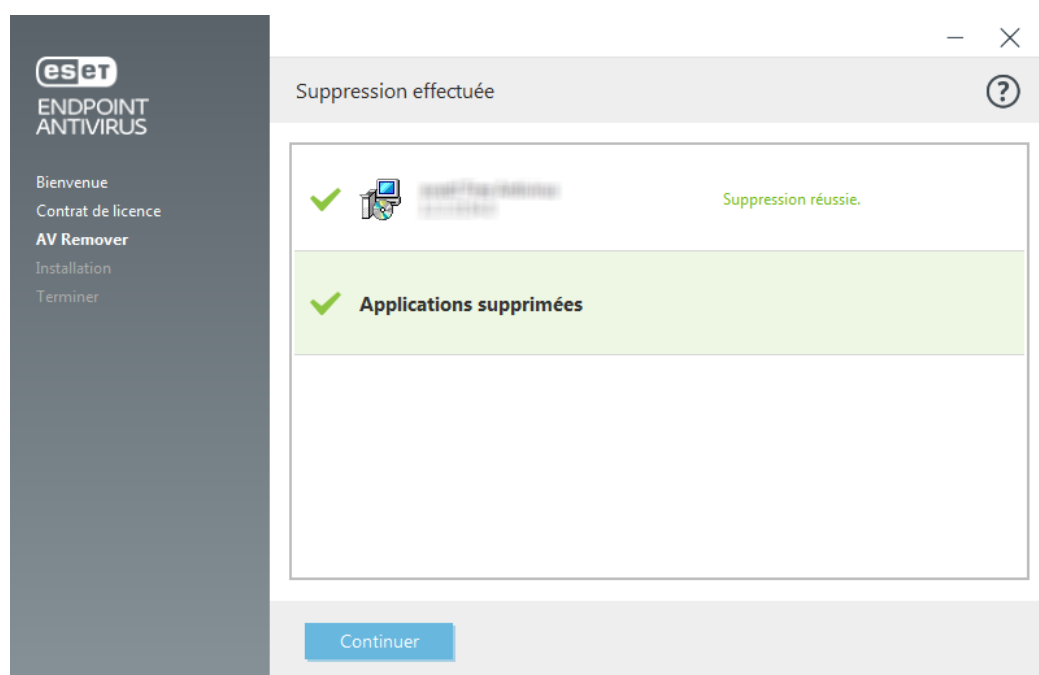 eset
ENDPOINT
ANTIVIRUS
Bienvenue
Contrat de licence
AV Remover
Installation
Terminer
Suppression effectuée
?
Suppression réussie.
Applications supprimées
Continuer